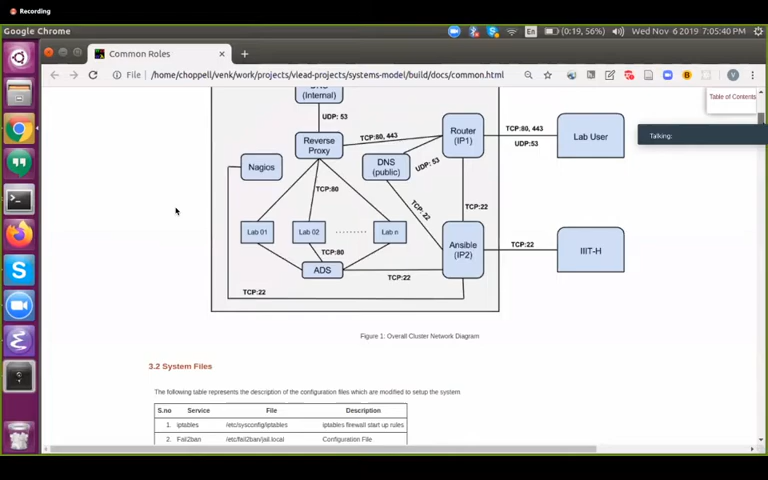 Recording
Google Chrome
En
(0:19, 56%)
Wed Nov 6 2019 7:05:40 PM
Common Roles
File
/home/choppell/venk/work/projects/vlead-projects/systems-model/build/docs/common.html
Table of Contents
Talking:
(Internal)
UDP: 53
Reverse
Proxy
TCP:80, 443
Router
(IP1)
TCP:80, 443
UDP:53
Lab User
Nagios
DNS
(public)
UDP: 53
TCP:80
TCP:22
TCP:22
Lab 01
Lab 02
Lab n
TCP:80
ADS
TCP:22
Ansible
(IP2)
TCP:22
IIIT-H
TCP:22
Figure 1: Overall Cluster Network Diagram
3.2 System Files
The following table represents the description of the configuration files which are modified to setup the system
S.no Service File Description
1. iptables /etc/sysconfig/iptables iptables firewall start up rules
2. Fail2ban /etc/fail2ban/jail.local Configuration File